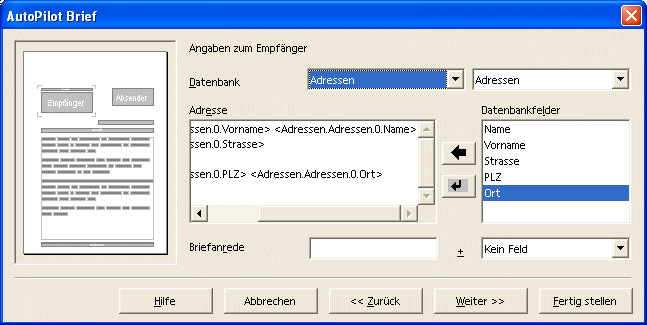 AutoPilot Brief
Angaben zum Empfänger
Datenbank Adressen Adressen
Empfänger Absender
Adresse Datenbankfelder
ssen.0.Vorname> <Adressen.Adressen.0.Name>
ssen.0.Strasse>
ssen.0.PLZ> <Adressen.Adressen.0.Ort>
Name
Vorname
Strasse
PLZ
Ort
Briefanrede + Kein Feld
Hilfe Abbrechen << Zurück Weiter >> Fertig stellen